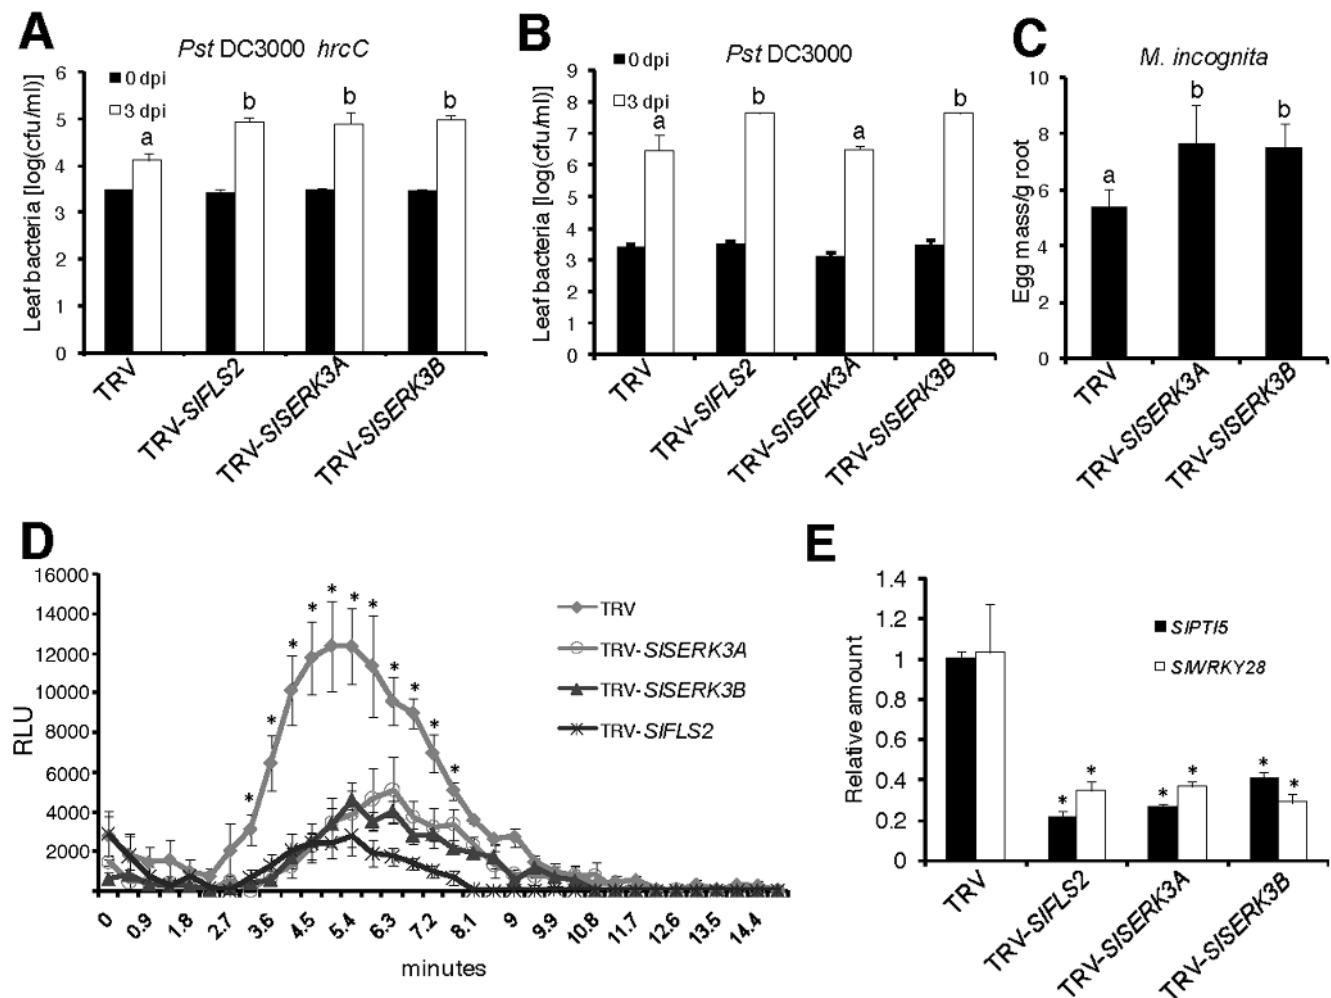 A
Pst DC3000 hrcC
Leaf bacteria [log(cfu/ml)]
6
5
4
3
2
1
0
0 dpi
3 dpi
a
b
b
b
TRV
TRV-SlFLS2
TRV-SlSERK3A
TRV-SlSERK3B
B
Pst DC3000
Leaf bacteria [log(cfu/ml)]
9
8
7
6
5
4
3
2
1
0
0 dpi
3 dpi
a
b
a
b
TRV
TRV-SlFLS2
TRV-SlSERK3A
TRV-SlSERK3B
C
M. incognita
Egg mass/g root
10
8
6
4
2
0
a
b
b
TRV
TRV-SlSERK3A
TRV-SlSERK3B
D
RLU
16000
14000
12000
10000
8000
6000
4000
2000
* * * * * * * * * * *
TRV
TRV-SlSERK3A
TRV-SlSERK3B
TRV-SlFLS2
0 0.9 1.8 2.7 3.6 4.5 5.4 6.3 7.2 8.1 9 9.9 10.8 11.7 12.6 13.5 14.4
minutes
E
Relative amount
1.4
1.2
1
0.8
0.6
0.4
0.2
0
SlPTI5
SlWRKY28
* * * * * *
TRV
TRV-SlFLS2
TRV-SlSERK3A
TRV-SlSERK3B